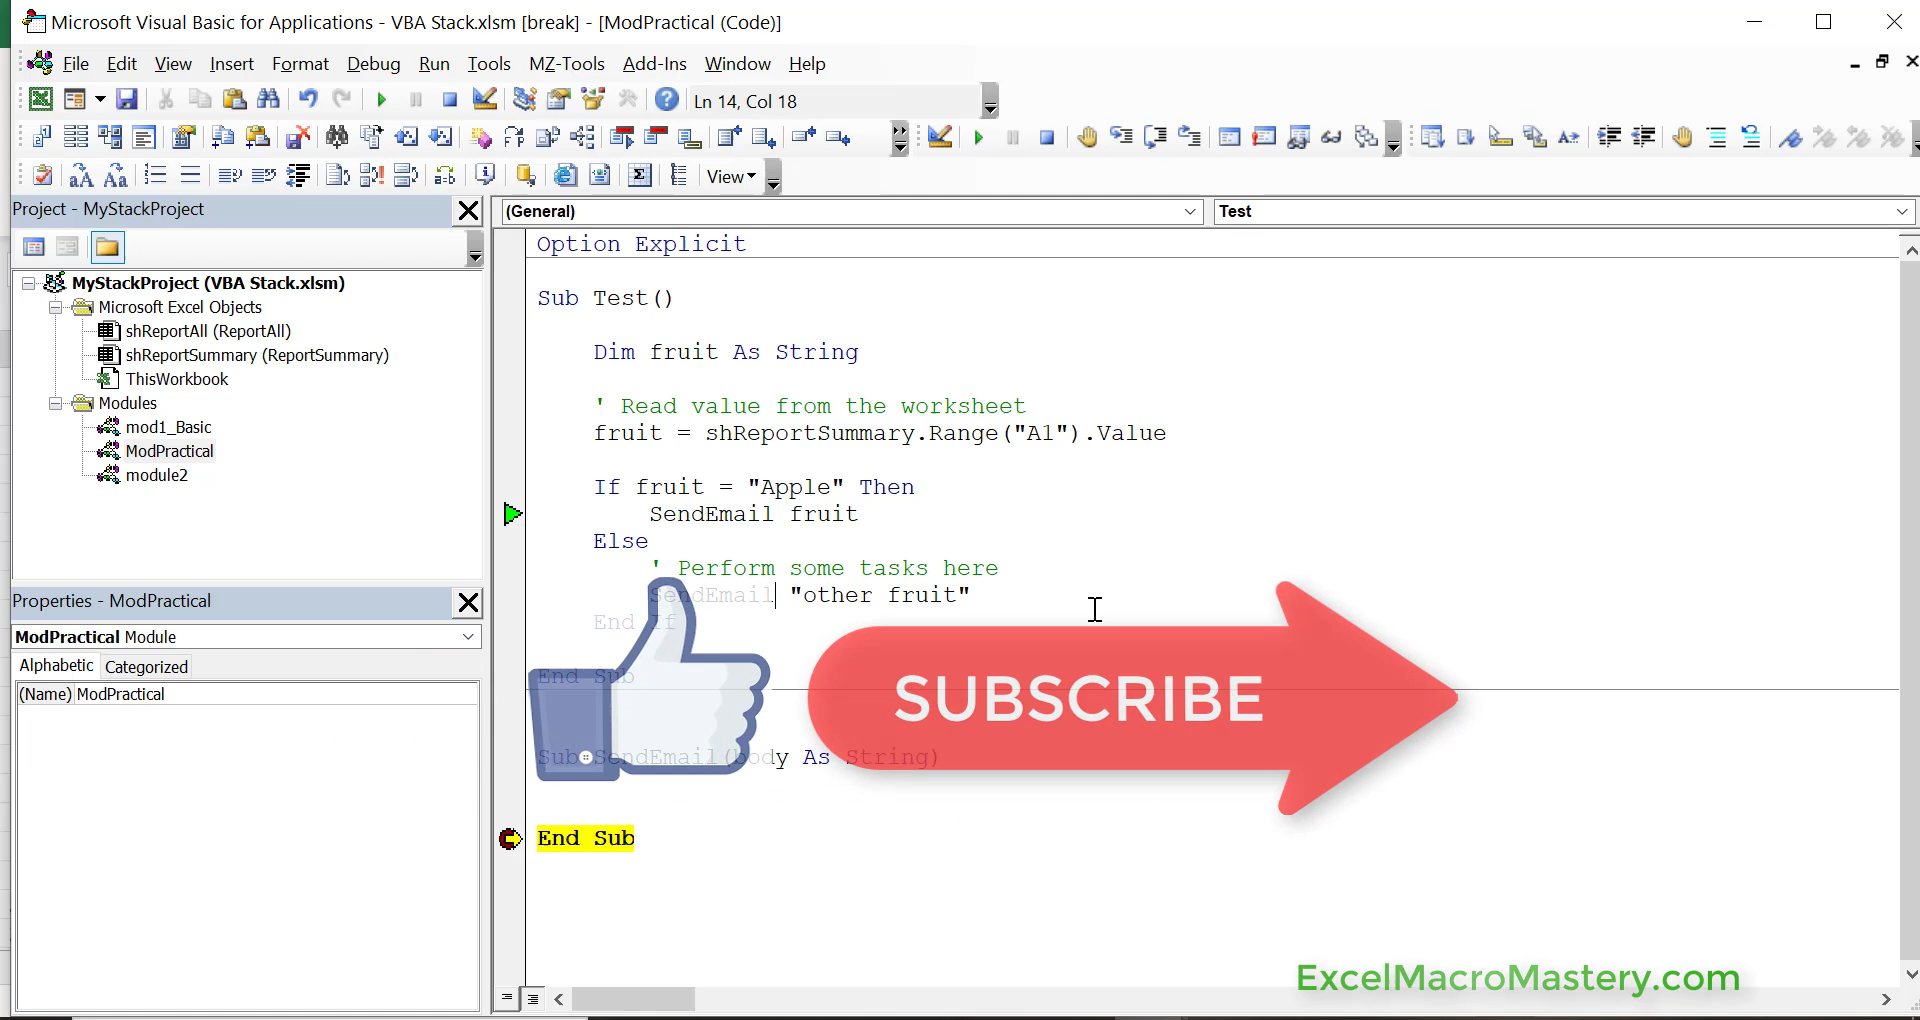 Microsoft Visual Basic for Applications - VBA Stack.xlsm [break] - [ModPractical (Code)]
File Edit View Insert Format Debug Run Tools MZ-Tools Add-Ins Window Help
Ln 14, Col 18
View
Project - MyStackProject
MyStackProject (VBA Stack.xlsm)
Microsoft Excel Objects
shReportAll (ReportAll)
shReportSummary (ReportSummary)
ThisWorkbook
Modules
mod1_Basic
ModPractical
module2
Properties - ModPractical
ModPractical Module
Alphabetic Categorized
(Name) ModPractical
(General) Test
Option Explicit
Sub Test()
Dim fruit As String
' Read value from the worksheet
fruit = shReportSummary.Range("A1").Value
If fruit = "Apple" Then
SendEmail fruit
Else
' Perform some tasks here
SendEmail "other fruit"
End If
End Sub
SUBSCRIBE
Sub SendEmail(body As String)
End Sub
ExcelMacroMastery.com